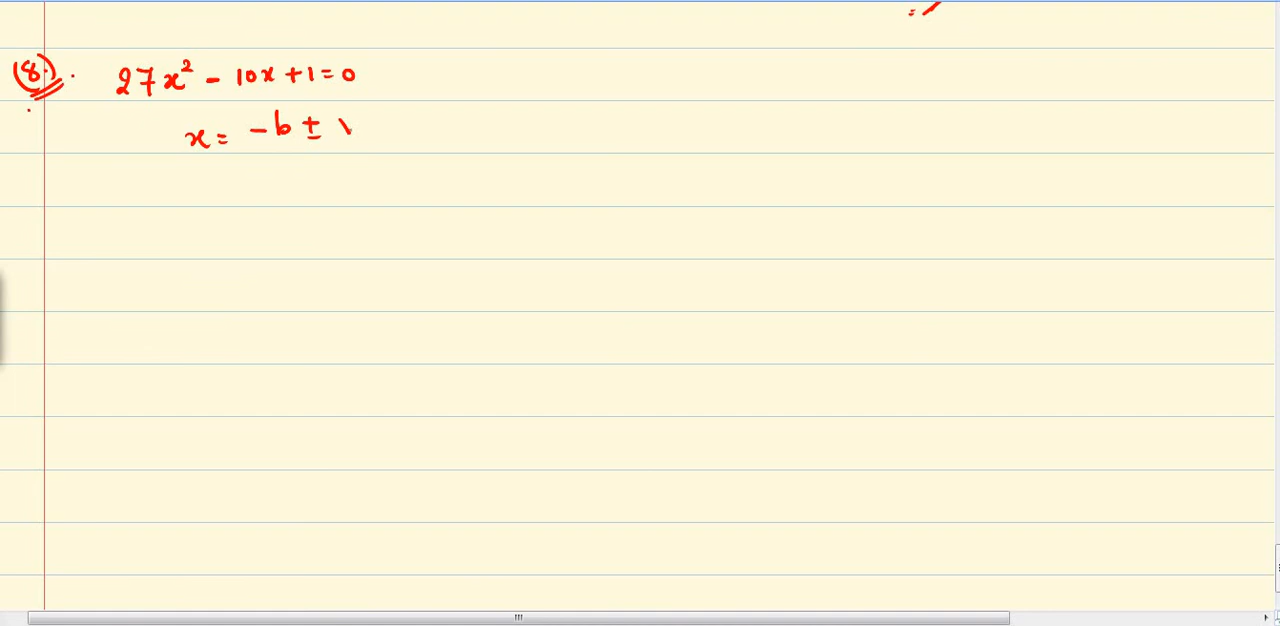 (8).
27x² - 10x + 1 = 0
x = -b ±